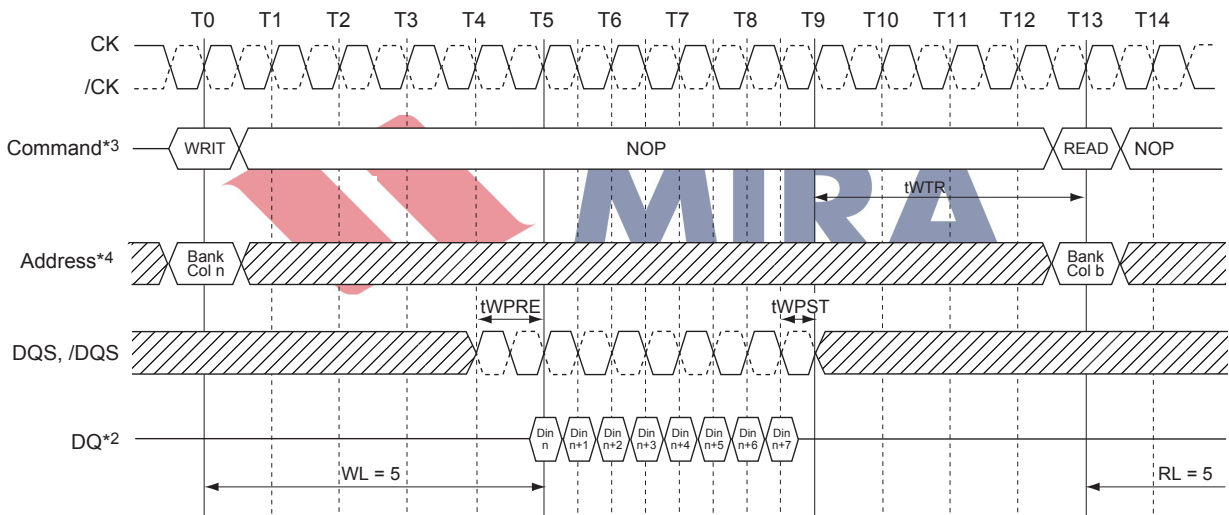 T0 T1 T2 T3 T4 T5 T6 T7 T8 T9 T10 T11 T12 T13 T14
CK
/CK
Command*3 WRIT NOP READ NOP
MIRA
tWTR
Address*4 Bank Col n Bank Col b
tWPRE tWPST
DQS, /DQS
DQ*2 Din n Din n+1 Din n+2 Din n+3 Din n+4 Din n+5 Din n+6 Din n+7
WL = 5 RL = 5